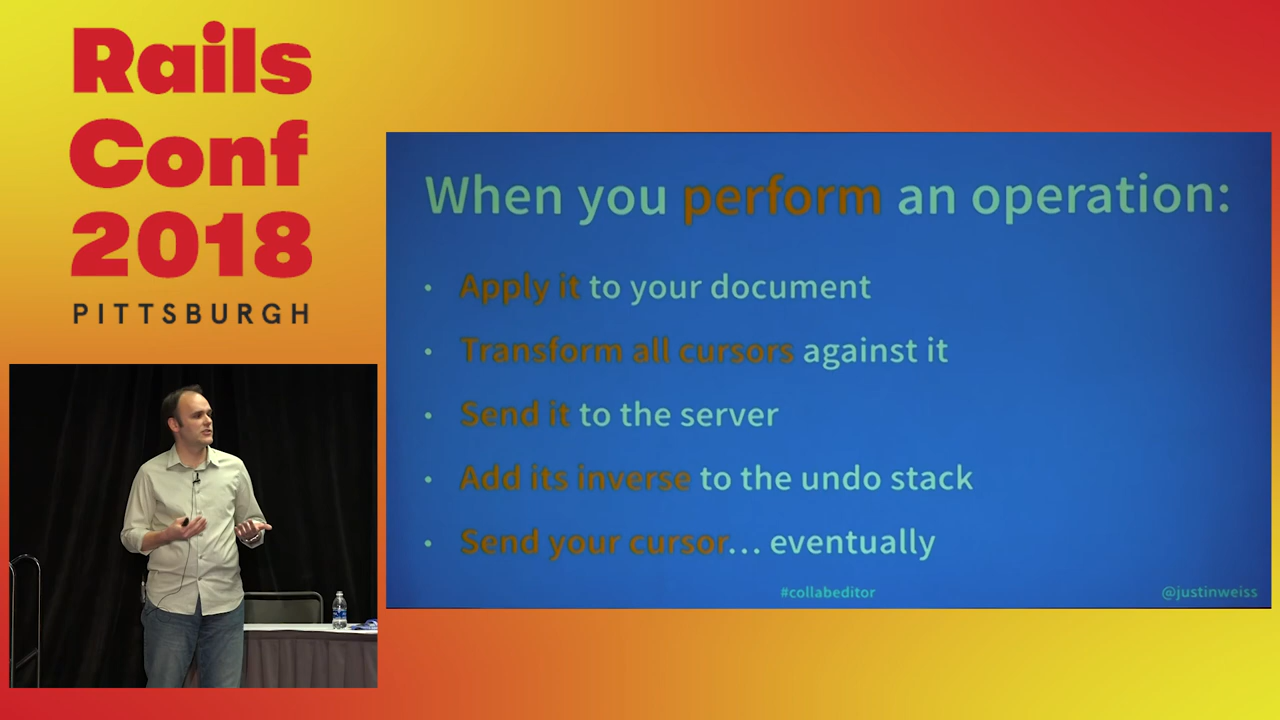 Rails
Conf
2018
PITTSBURGH
When you perform an operation:
• Apply it to your document
• Transform all cursors against it
• Send it to the server
• Add its inverse to the undo stack
• Send your cursor... eventually
#collabeditor
@justinweiss